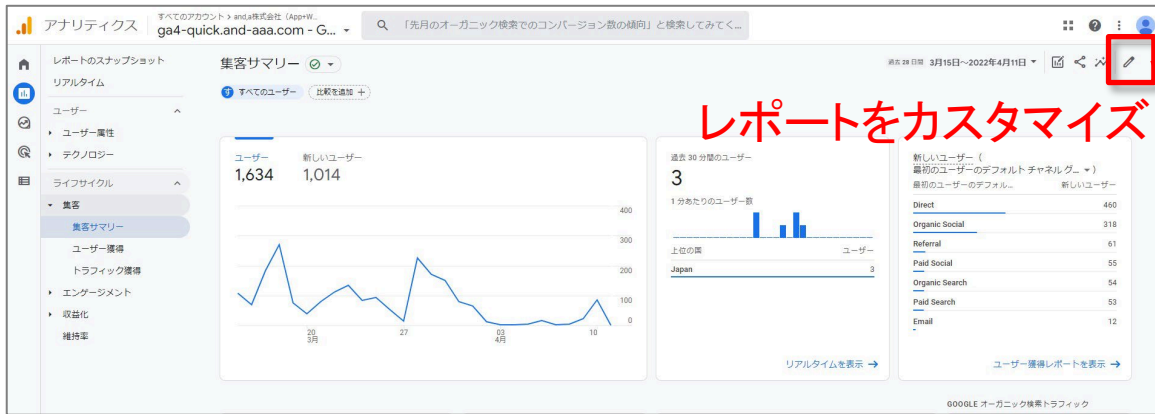 アナリティクス
すべてのアカウント > and,a株式会社（App+W...
ga4-quick.and-aaa.com - G...
「先月のオーガニック検索でのコンバージョン数の傾向」と検索してみてく...
レポートのスナップショット
リアルタイム
ユーザー
ユーザー属性
テクノロジー
ライフサイクル
集客
集客サマリー
ユーザー獲得
トラフィック獲得
エンゲージメント
収益化
維持率
集客サマリー
過去 28 日間 3月15日～2022年4月11日
す すべてのユーザー 比較を追加 +
レポートをカスタマイズ
ユーザー 新しいユーザー
1,634 1,014
400
300
200
100
0
20 27 03 10
3月 4月
過去 30 分間のユーザー
3
1 分あたりのユーザー数
上位の国 ユーザー
Japan 3
リアルタイムを表示 →
新しいユーザー（
最初のユーザーのデフォルト チャネル グ...）
最初のユーザーのデフォル... 新しいユーザー
Direct 460
Organic Social 318
Referral 61
Paid Social 55
Organic Search 54
Paid Search 53
Email 12
ユーザー獲得レポートを表示 →
GOOGLE オーガニック検索トラフィック